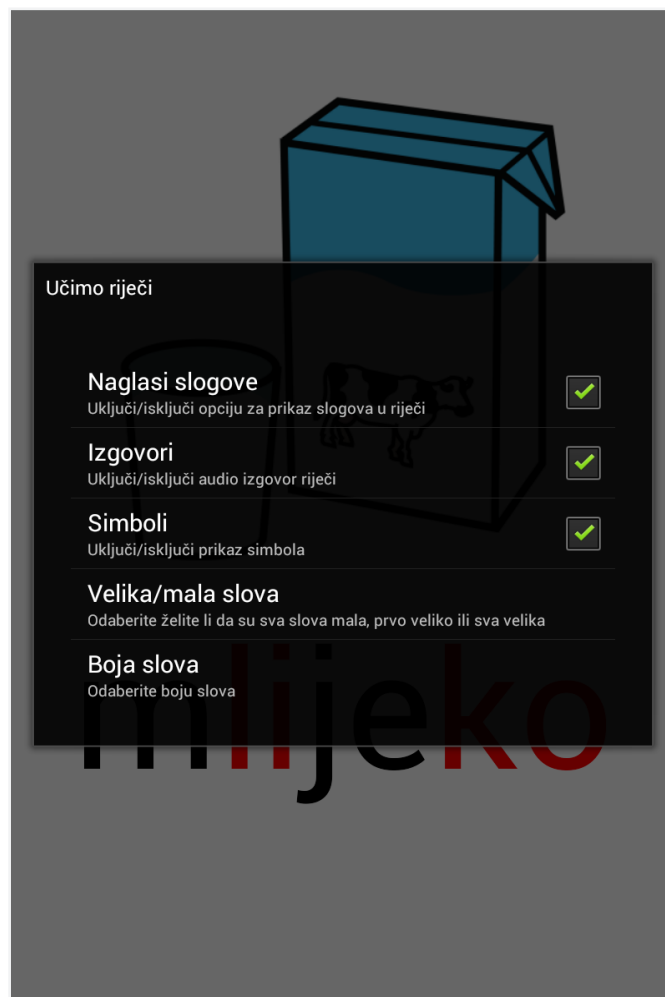 Učimo riječi
Naglasi slogove
Uključi/isključi opciju za prikaz slogova u riječi
Izgovori
Uključi/isključi audio izgovor riječi
Simboli
Uključi/isključi prikaz simbola
Velika/mala slova
Odaberite želite li da su sva slova mala, prvo veliko ili sva velika
Boja slova
Odaberite boju slova
mlijeko